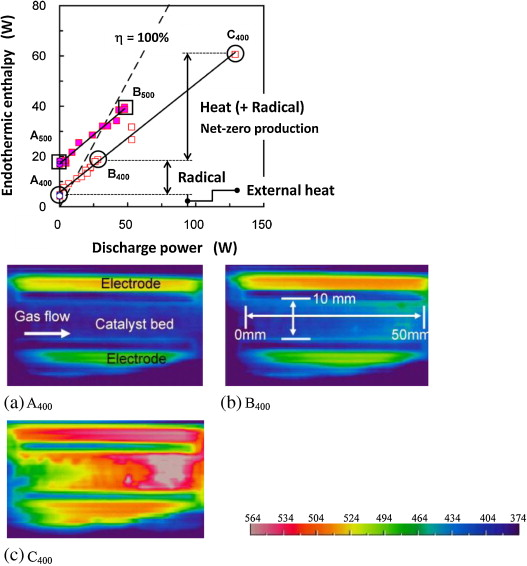 Endothermic enthalpy (W)
80
60
40
20
0
η = 100%
C400
B500
A500
A400
B400
Heat (+ Radical)
Net-zero production
Radical
External heat
0 50 100 150
Discharge power (W)
Electrode
Gas flow
Catalyst bed
Electrode
10 mm
0mm
50mm
(a) A400
(b) B400
(c) C400
564 534 504 524 494 464 434 404 374